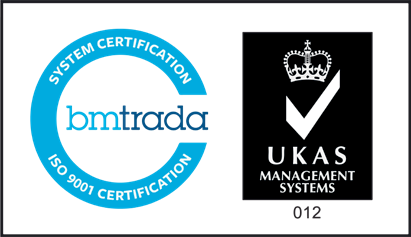 SYSTEM CERTIFICATION
bmtrada
ISO 9001 CERTIFICATION
UKAS
MANAGEMENT
SYSTEMS
012